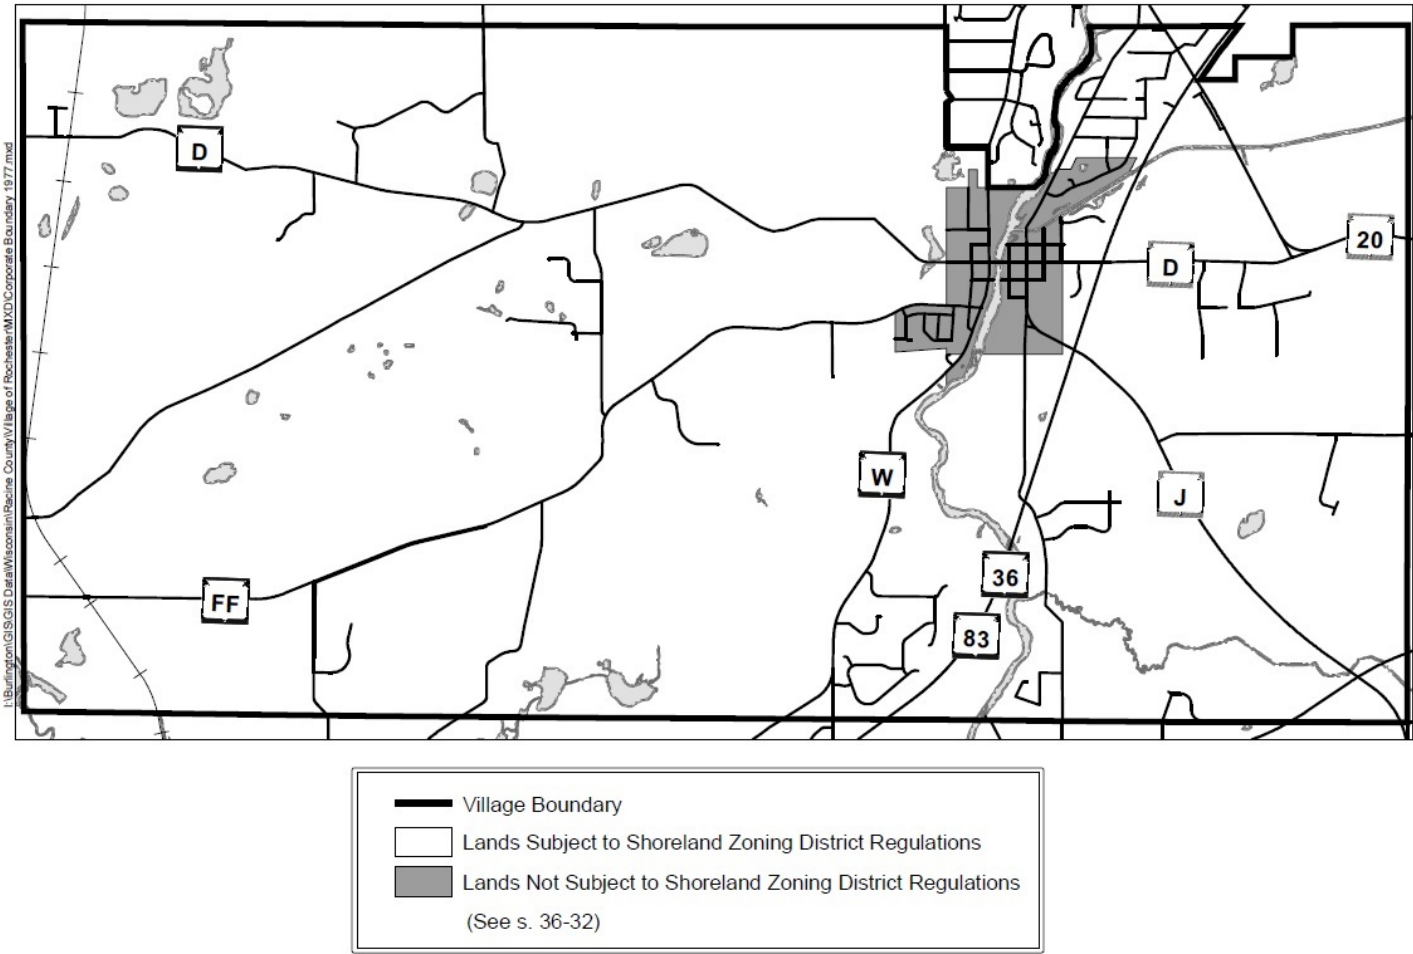 I:\Burlington\GIS\GIS Data\Wisconsin\Racine County\Village of Rochester\MXD\Corporate Boundary 1977.mxd
D
20
D
W
J
36
FF
83
Village Boundary
Lands Subject to Shoreland Zoning District Regulations
Lands Not Subject to Shoreland Zoning District Regulations
(See s. 36-32)